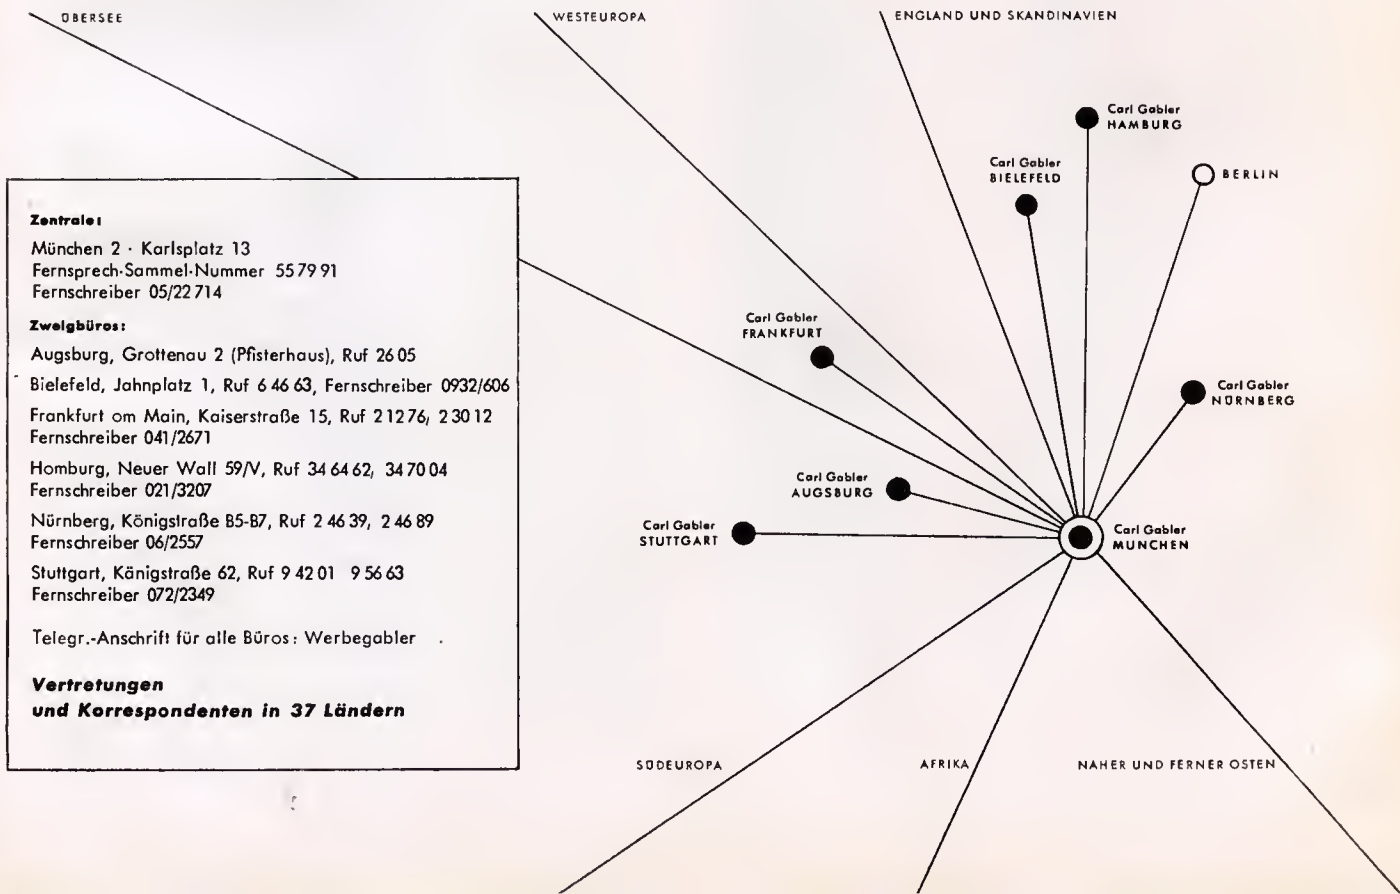 ÜBERSEE
WESTEUROPA
ENGLAND UND SKANDINAVIEN
Carl Gabler
HAMBURG
Carl Gabler
BIELEFELD
BERLIN
Carl Gabler
FRANKFURT
Carl Gabler
NÜRNBERG
Carl Gabler
AUGSBURG
Carl Gabler
STUTTGART
Carl Gabler
MUNCHEN
SÜDEUROPA
AFRIKA
NAHER UND FERNER OSTEN
Zentrale:
München 2 · Karlsplatz 13
Fernsprech-Sammel-Nummer 55 79 91
Fernschreiber 05/22 714
Zweigbüros:
Augsburg, Grottenau 2 (Pfisterhaus), Ruf 26 05
Bielefeld, Jahnplatz 1, Ruf 6 46 63, Fernschreiber 0932/606
Frankfurt om Main, Kaiserstraße 15, Ruf 2 12 76, 2 30 12
Fernschreiber 041/2671
Homburg, Neuer Wall 59/V, Ruf 34 64 62, 34 70 04
Fernschreiber 021/3207
Nürnberg, Königstraße B5-B7, Ruf 2 46 39, 2 46 89
Fernschreiber 06/2557
Stuttgart, Känigstraße 62, Ruf 9 42 01 9 56 63
Fernschreiber 072/2349
Telegr.-Anschrift für alle Büros: Werbegabler
Vertretungen
und Korrespondenten in 37 Ländern